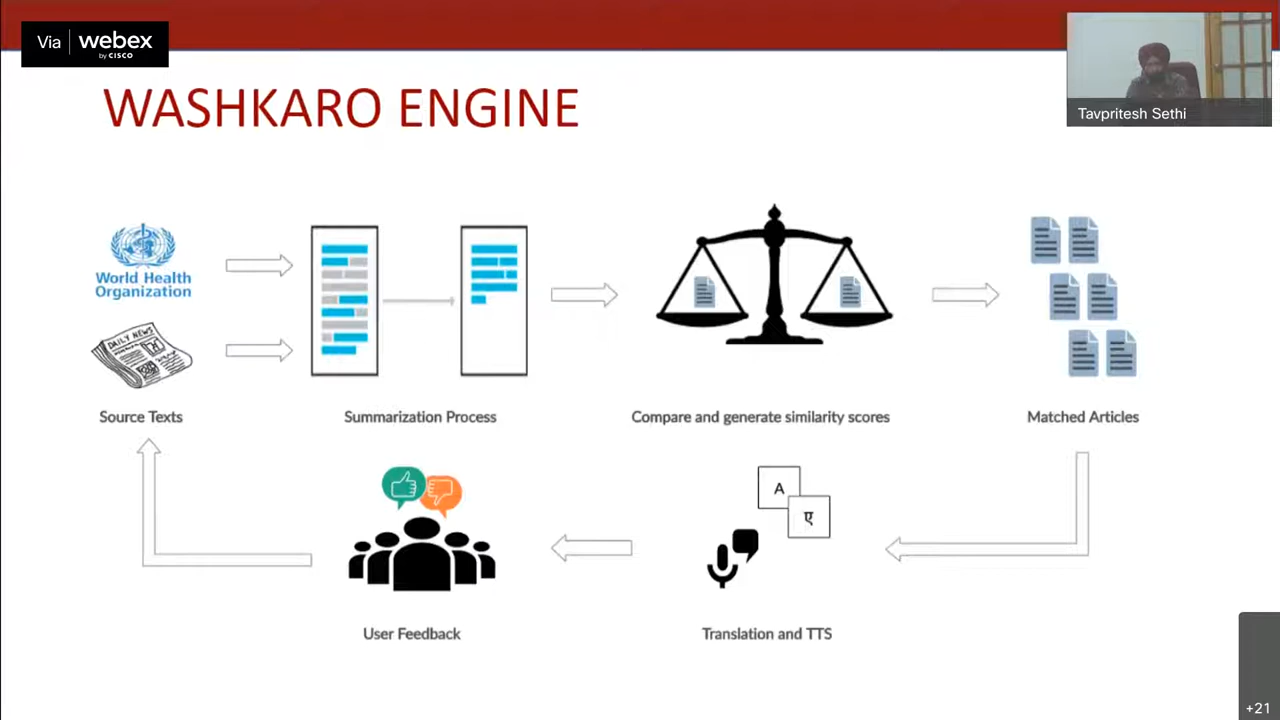 Via webex
by CISCO
Tavpritesh Sethi
WASHKARO ENGINE
World Health
Organization
DAILY NEWS
Source Texts
Summarization Process
Compare and generate similarity scores
Matched Articles
A
ए
User Feedback
Translation and TTS
+21